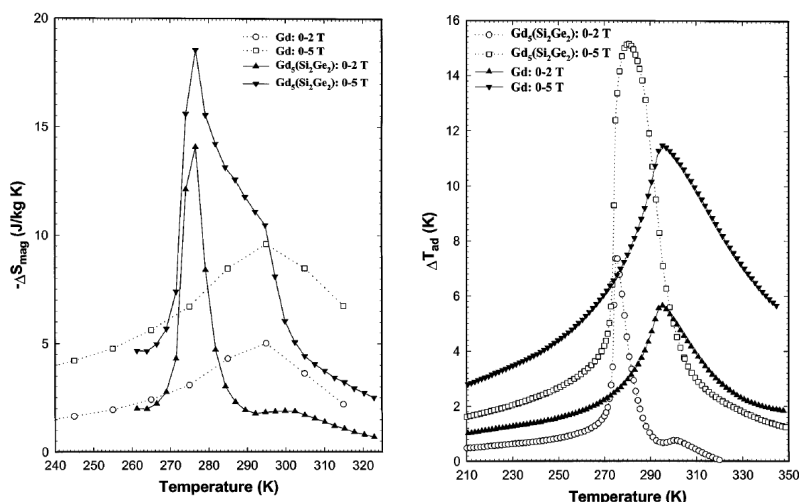 20
15
10
5
0
-ΔS_mag (J/kg K)
Gd: 0-2 T
Gd: 0-5 T
Gd₅(Si₂Ge₂): 0-2 T
Gd₅(Si₂Ge₂): 0-5 T
240 250 260 270 280 290 300 310 320
Temperature (K)
16
14
12
10
8
6
4
2
0
ΔT_ad (K)
Gd₅(Si₂Ge₂): 0-2 T
Gd₅(Si₂Ge₂): 0-5 T
Gd: 0-2 T
Gd: 0-5 T
210 230 250 270 290 310 330 350
Temperature (K)